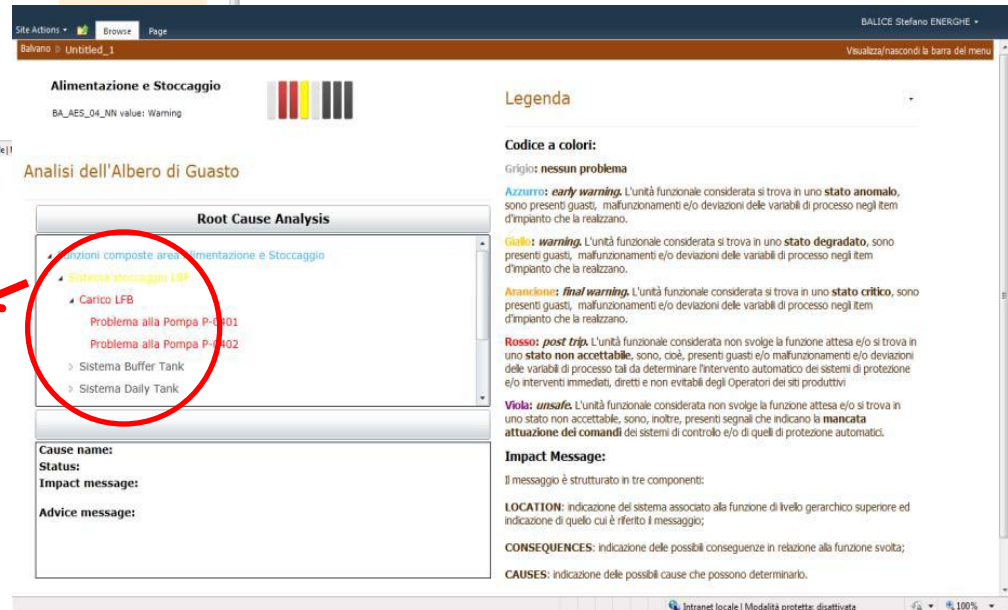 BALICE Stefano ENERGHE
Site Actions
Browse
Page
Balvano Untitled_1
Visualizza/nascondi la barra del menu
Alimentazione e Stoccaggio
BA_AES_04_NN value: Warning
Analisi dell'Albero di Guasto
Root Cause Analysis
Funzioni composte area Alimentazione e Stoccaggio
Sistema stoccaggio LBF
Carico LFB
Problema alla Pompa P-0401
Problema alla Pompa P-0402
Sistema Buffer Tank
Sistema Daily Tank
Cause name:
Status:
Impact message:
Advice message:
Legenda
Codice a colori:
Grigio: nessun problema
Azzurro: early warning. L'unità funzionale considerata si trova in uno stato anomalo,
sono presenti guasti, malfunzionamenti e/o deviazioni delle variabili di processo negli item
d'impianto che la realizzano.
Giallo: warning. L'unità funzionale considerata si trova in uno stato degradato, sono
presenti guasti, malfunzionamenti e/o deviazioni delle variabili di processo negli item
d'impianto che la realizzano.
Arancione: final warning. L'unità funzionale considerata si trova in uno stato critico, sono
presenti guasti, malfunzionamenti e/o deviazioni delle variabili di processo negli item
d'impianto che la realizzano.
Rosso: post trip. L'unità funzionale considerata non svolge la funzione attesa e/o si trova in
uno stato non accettabile, sono, cioè, presenti guasti e/o malfunzionamenti e/o deviazioni
delle variabili di processo tali da determinare l'intervento automatico dei sistemi di protezione
e/o interventi immediati, diretti e non evitabili degli Operatori dei siti produttivi
Viola: unsafe. L'unità funzionale considerata non svolge la funzione attesa e/o si trova in
uno stato non accettabile, sono, inoltre, presenti segnali che indicano la mancata
attuazione dei comandi dei sistemi di controllo e/o di quelli di protezione automatici.
Impact Message:
Il messaggio è strutturato in tre componenti:
LOCATION: indicazione del sistema associato alla funzione di livello gerarchico superiore ed
indicazione di quello cui è riferito il messaggio;
CONSEQUENCES: indicazione delle possibili conseguenze in relazione alla funzione svolta;
CAUSES: indicazione delle possibili cause che possono determinarlo.
Intranet locale | Modalità protetta: disattivata
100%